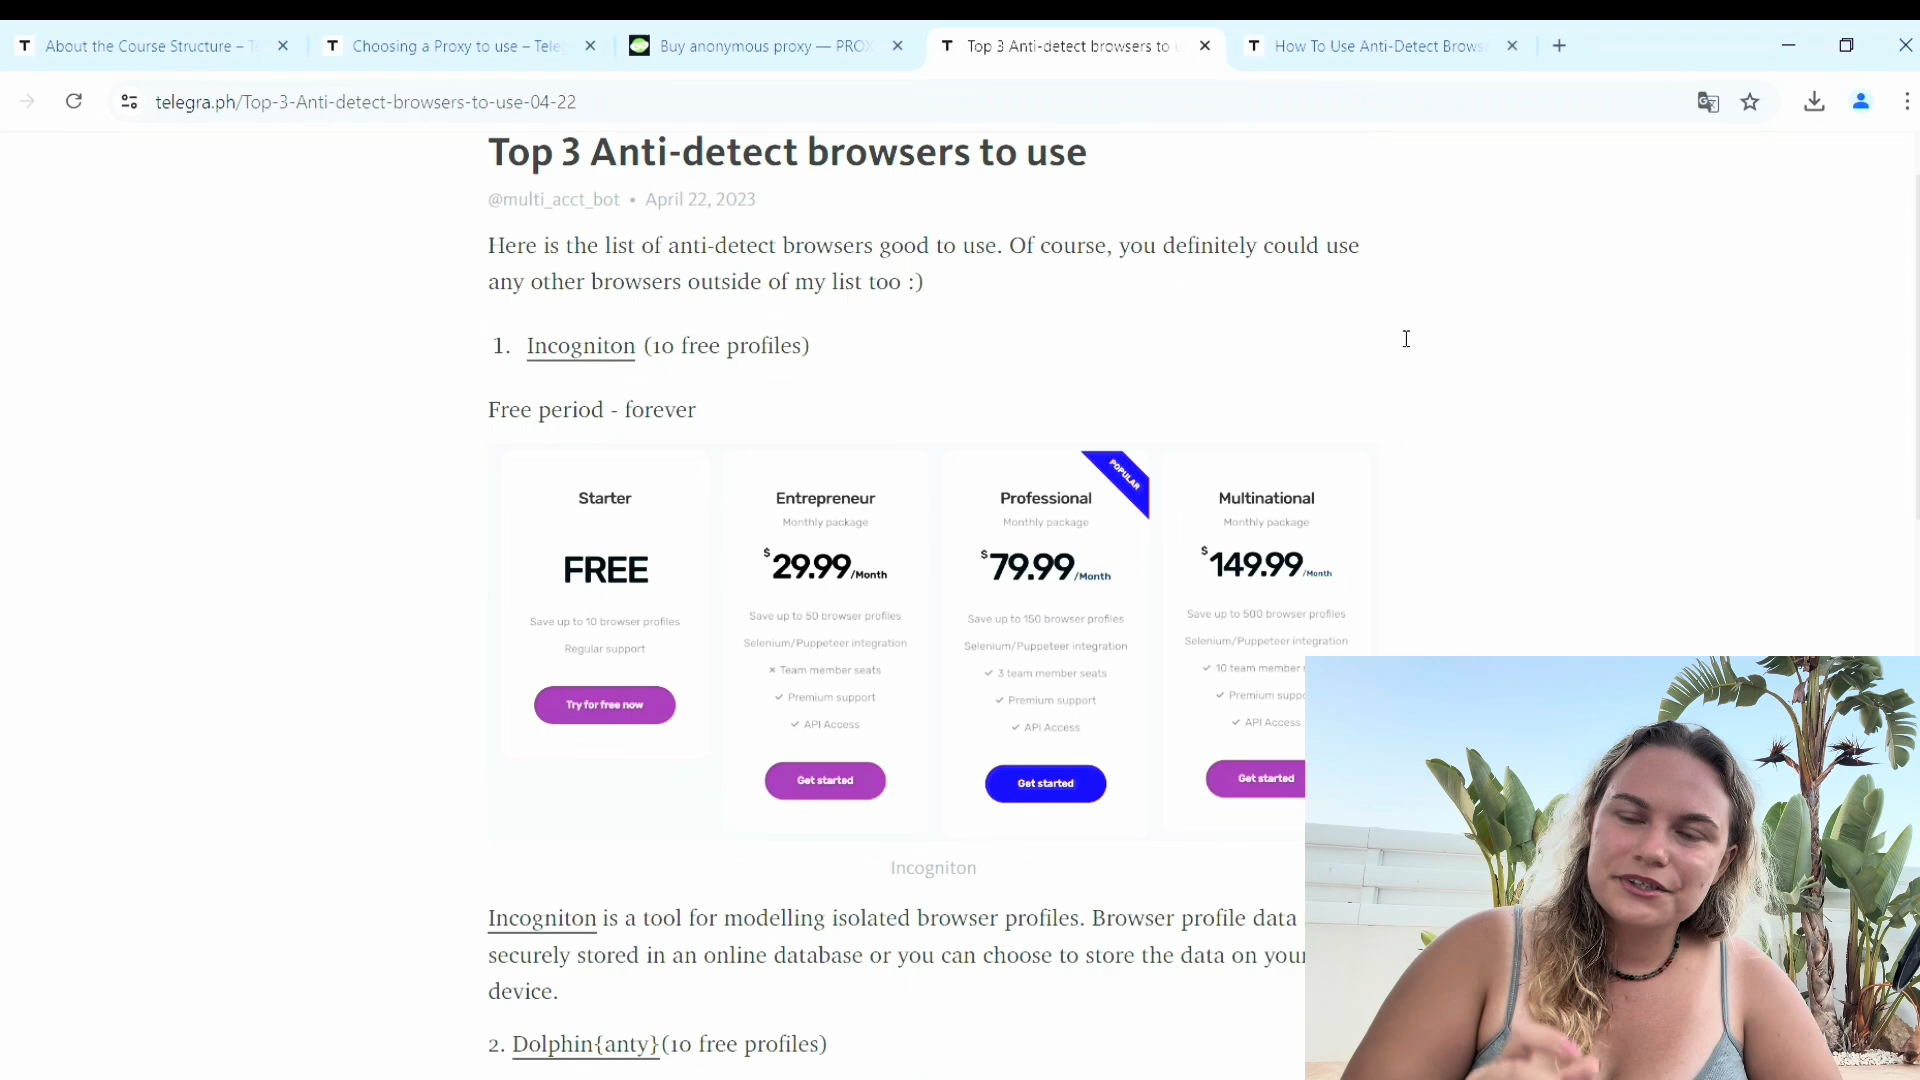 About the Course Structure – Te
Choosing a Proxy to use – Teleg
Buy anonymous proxy — PROX
Top 3 Anti-detect browsers to u
How To Use Anti-Detect Browse
telegra.ph/Top-3-Anti-detect-browsers-to-use-04-22
Top 3 Anti-detect browsers to use
@multi_acct_bot • April 22, 2023
Here is the list of anti-detect browsers good to use. Of course, you definitely could use
any other browsers outside of my list too :)
1. Incogniton (10 free profiles)
Free period - forever
Starter
FREE
Save up to 10 browser profiles
Regular support
Try for free now
Entrepreneur
Monthly package
$29.99/Month
Save up to 50 browser profiles
Selenium/Puppeteer integration
× Team member seats
✓ Premium support
✓ API Access
Get started
POPULAR
Professional
Monthly package
$79.99/Month
Save up to 150 browser profiles
Selenium/Puppeteer integration
✓ 3 team member seats
✓ Premium support
✓ API Access
Get started
Multinational
Monthly package
$149.99/Month
Save up to 500 browser profiles
Selenium/Puppeteer integration
✓ 10 team member
✓ Premium suppo
✓ API Access
Get started
Incogniton
Incogniton is a tool for modelling isolated browser profiles. Browser profile data
securely stored in an online database or you can choose to store the data on your
device.
2. Dolphin{anty}(10 free profiles)